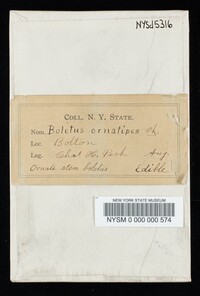 NYSd5316
COLL. N. Y. STATE.
Nom. Boletus ornatipes Pk.
Loc. Bolton
Leg. Chas H. Peck Aug.
Ornate stem boletus Edible
NEW YORK STATE MUSEUM
NYSM 0 000 000 574